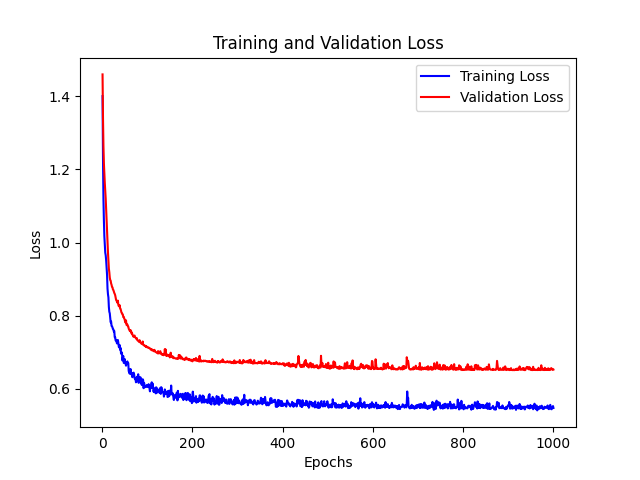 Training and Validation Loss
Training Loss
Validation Loss
1.4
1.2
1.0
0.8
0.6
Loss
0
200
400
600
800
1000
Epochs